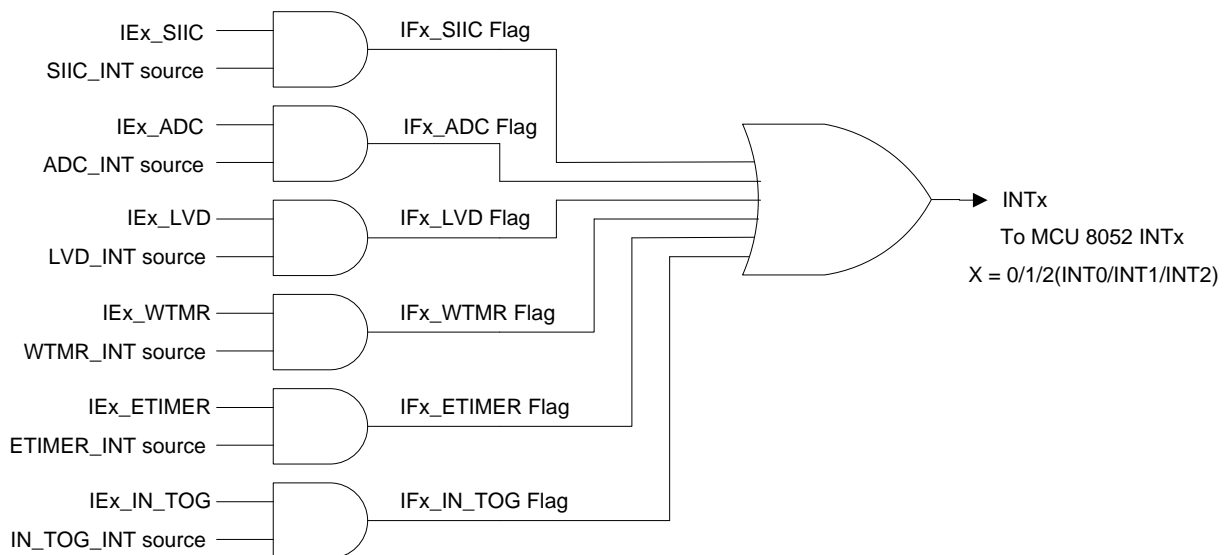 IEx_SIIC
IFx_SIIC Flag
SIIC_INT source
IEx_ADC
IFx_ADC Flag
ADC_INT source
IEx_LVD
IFx_LVD Flag
LVD_INT source
INTx
To MCU 8052 INTx
X = 0/1/2(INT0/INT1/INT2)
IEx_WTMR
IFx_WTMR Flag
WTMR_INT source
IEx_ETIMER
IFx_ETIMER Flag
ETIMER_INT source
IEx_IN_TOG
IFx_IN_TOG Flag
IN_TOG_INT source